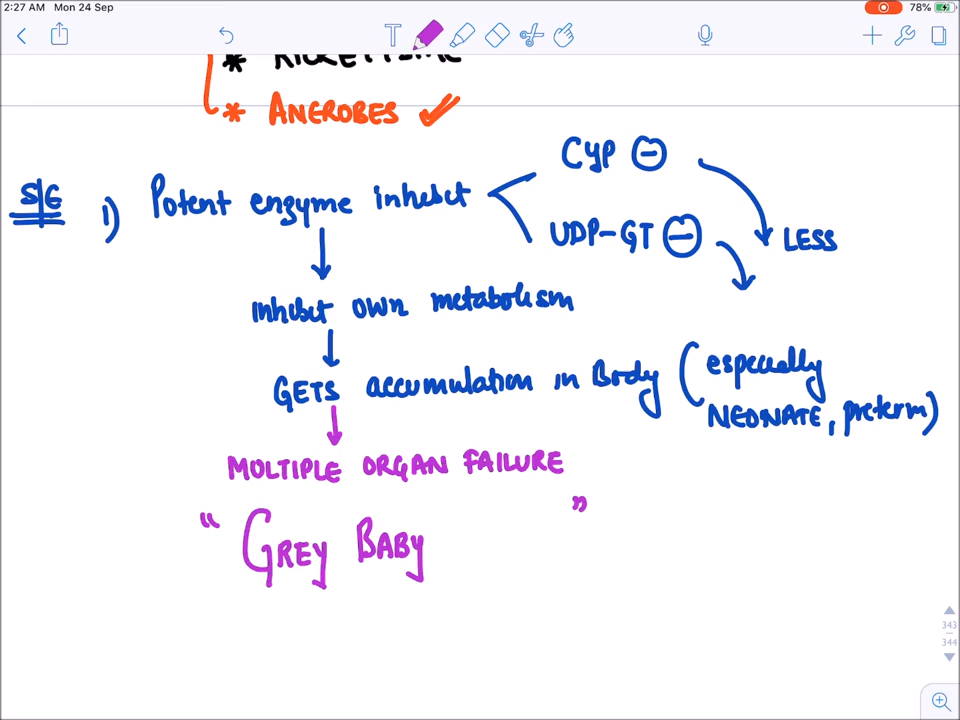 2:27 AM Mon 24 Sep 78%
T
* RICKETTSIAE
* ANEROBES ✓
S/E 1) Potent enzyme inhibit
CYP ⊖
UDP-GT ⊖
LESS
Inhibit own metabolism
GETS accumulation in Body (especially
NEONATE, preterm)
MULTIPLE ORGAN FAILURE
“ GREY BABY ”
343
344